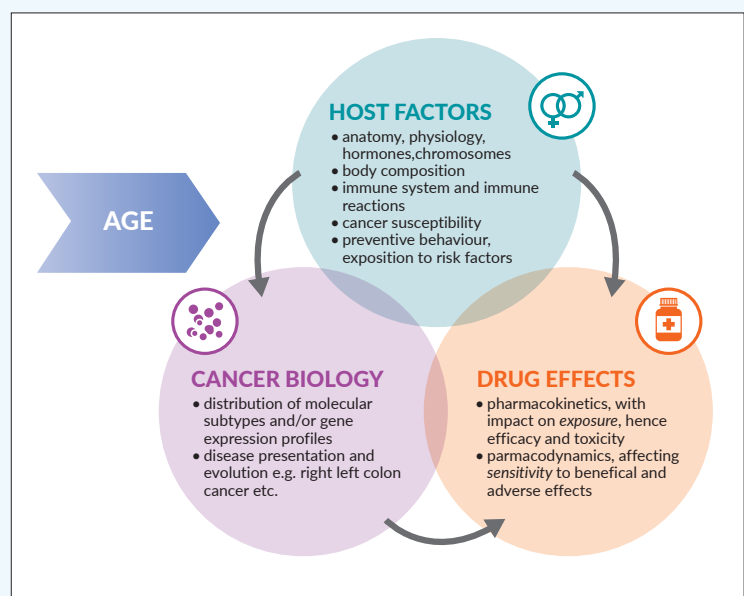 HOST FACTORS
• anatomy, physiology,
hormones,chromosomes
• body composition
• immune system and immune
reactions
• cancer susceptibility
• preventive behaviour,
exposition to risk factors
AGE
CANCER BIOLOGY
• distribution of molecular
subtypes and/or gene
expression profiles
• disease presentation and
evolution e.g. right left colon
cancer etc.
DRUG EFFECTS
• pharmacokinetics, with
impact on exposure, hence
efficacy and toxicity
• parmacodynamics, affecting
sensitivity to benefical and
adverse effects